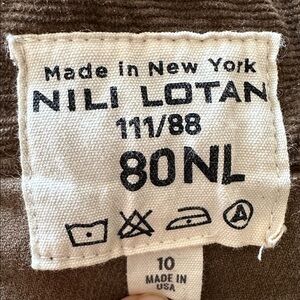 Made in New York
NILI LOTAN
111/88
80NL
A
10
MADE IN
USA